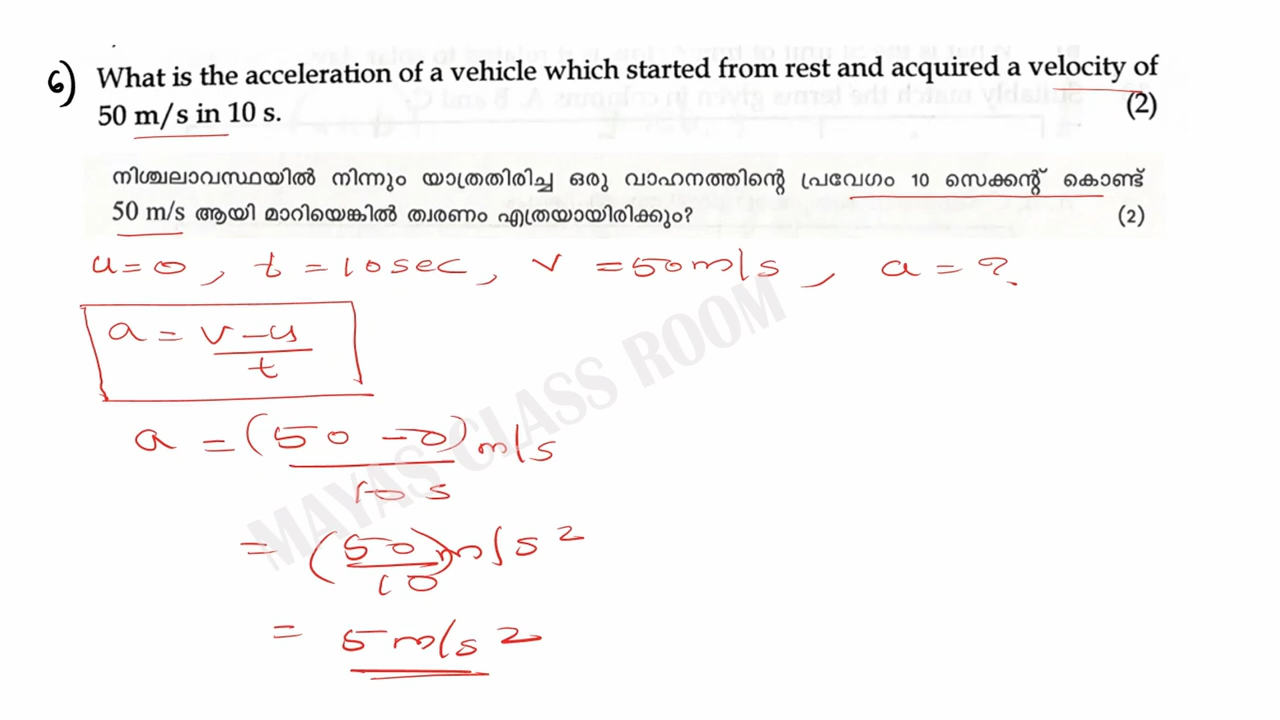 6) What is the acceleration of a vehicle which started from rest and acquired a velocity of
50 m/s in 10 s. (2)
നിശ്ചലാവസ്ഥയിൽ നിന്നും യാത്രതിരിച്ച ഒരു വാഹനത്തിന്റെ പ്രവേഗം 10 സെക്കന്റ് കൊണ്ട്
50 m/s ആയി മാറിയെങ്കിൽ ത്വരണം എത്രയായിരിക്കും? (2)
u = 0 , t = 10 sec , v = 50 m/s , a = ?
a = v - u
t
a = (50 - 0) m/s
10 s
= (50) m/s 2
10
= 5 m/s 2
MAYAS CLASS ROOM